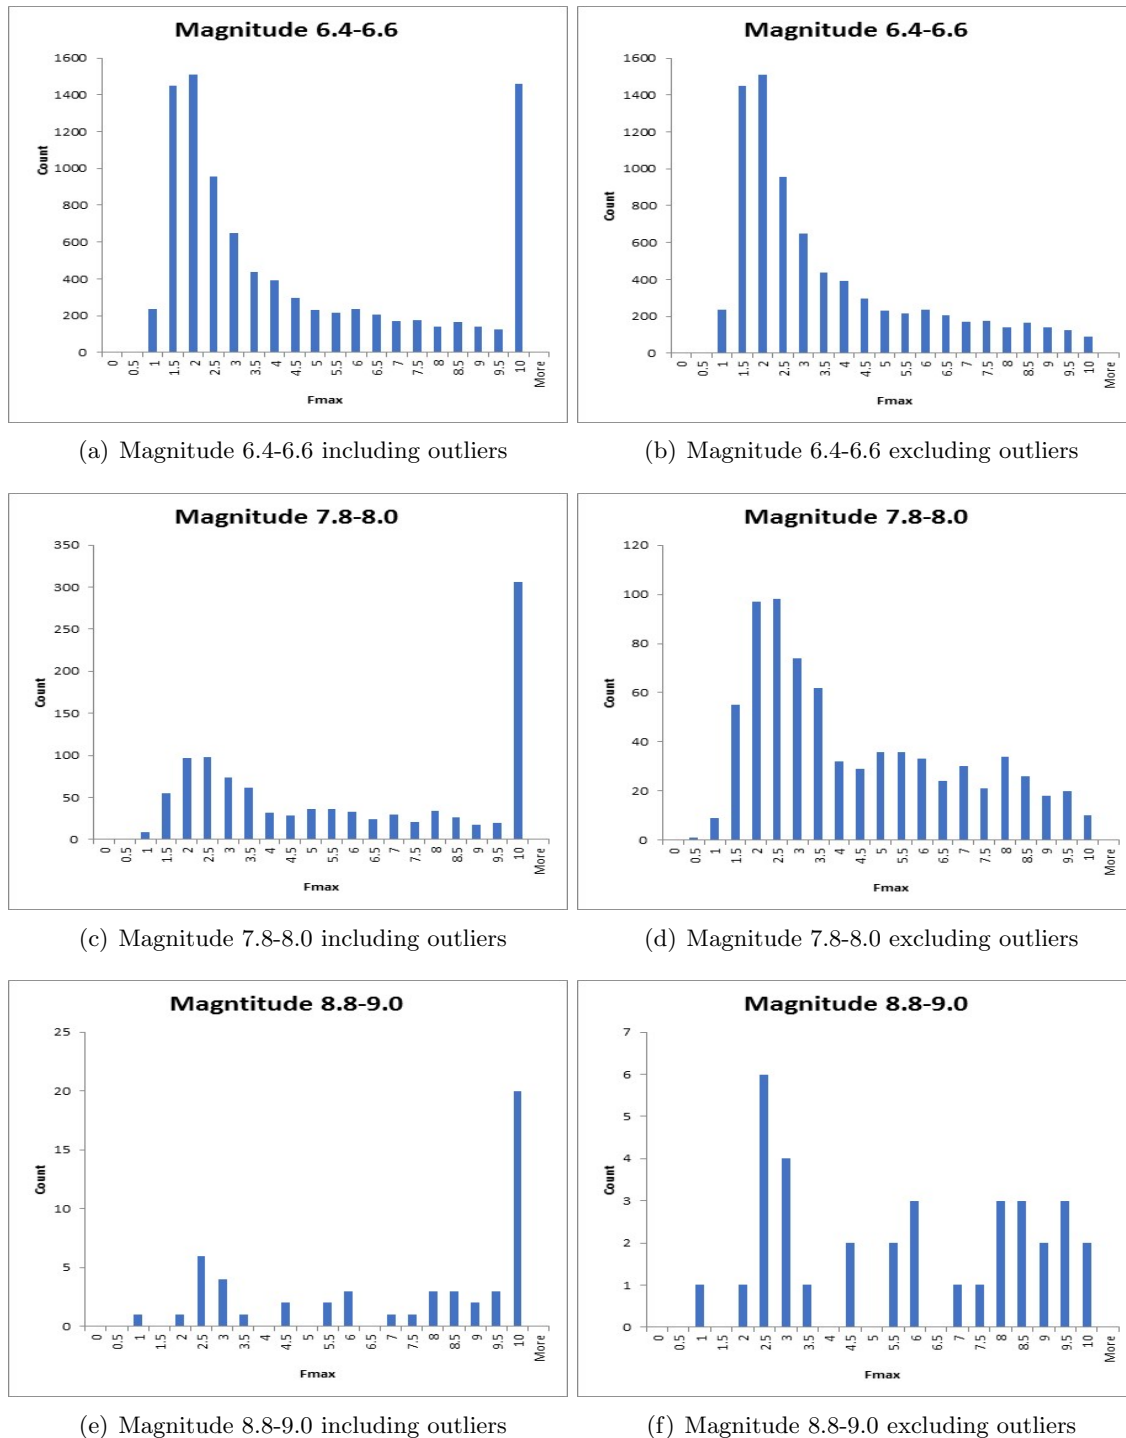 Magnitude 6.4-6.6
1600
1400
1200
1000
800
600
400
200
0
Count
0 0.5 1 1.5 2 2.5 3 3.5 4 4.5 5 5.5 6 6.5 7 7.5 8 8.5 9 9.5 10 More
Fmax
(a) Magnitude 6.4-6.6 including outliers
Magnitude 6.4-6.6
1600
1400
1200
1000
800
600
400
200
0
Count
0 0.5 1 1.5 2 2.5 3 3.5 4 4.5 5 5.5 6 6.5 7 7.5 8 8.5 9 9.5 10 More
Fmax
(b) Magnitude 6.4-6.6 excluding outliers
Magnitude 7.8-8.0
350
300
250
200
150
100
50
0
Count
0 0.5 1 1.5 2 2.5 3 3.5 4 4.5 5 5.5 6 6.5 7 7.5 8 8.5 9 9.5 10 More
Fmax
(c) Magnitude 7.8-8.0 including outliers
Magnitude 7.8-8.0
120
100
80
60
40
20
0
Count
0 0.5 1 1.5 2 2.5 3 3.5 4 4.5 5 5.5 6 6.5 7 7.5 8 8.5 9 9.5 10 More
Fmax
(d) Magnitude 7.8-8.0 excluding outliers
Magntitude 8.8-9.0
25
20
15
10
5
0
Count
0 0.5 1 1.5 2 2.5 3 3.5 4 4.5 5 5.5 6 6.5 7 7.5 8 8.5 9 9.5 10 More
Fmax
(e) Magnitude 8.8-9.0 including outliers
Magnitude 8.8-9.0
7
6
5
4
3
2
1
0
Count
0 0.5 1 1.5 2 2.5 3 3.5 4 4.5 5 5.5 6 6.5 7 7.5 8 8.5 9 9.5 10 More
Fmax
(f) Magnitude 8.8-9.0 excluding outliers